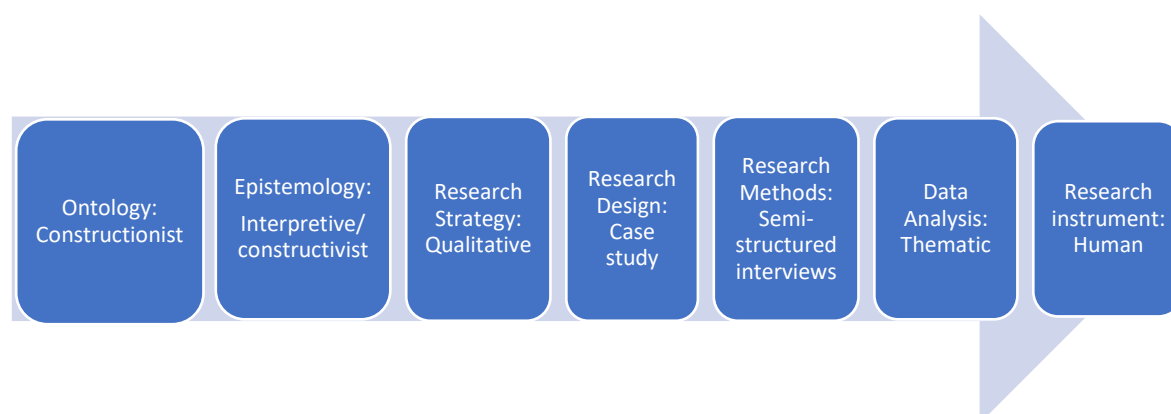 Ontology:
Constructionist
Epistemology:
Interpretive/
constructivist
Research
Strategy:
Qualitative
Research
Design:
Case
study
Research
Methods:
Semi-
structured
interviews
Data
Analysis:
Thematic
Research
instrument:
Human